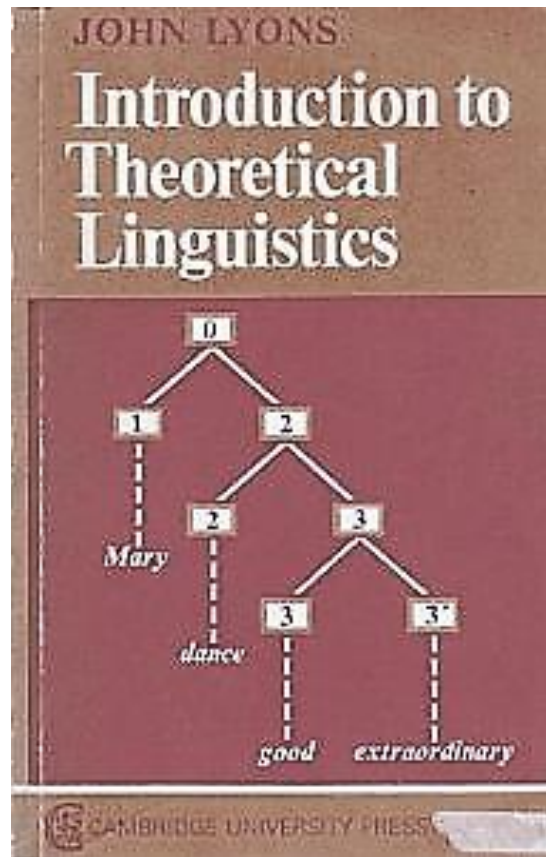 JOHN LYONS
Introduction to
Theoretical
Linguistics
0
1 2
2 3
Mary
3 3'
dance
good extraordinary
CAMBRIDGE UNIVERSITY PRESS